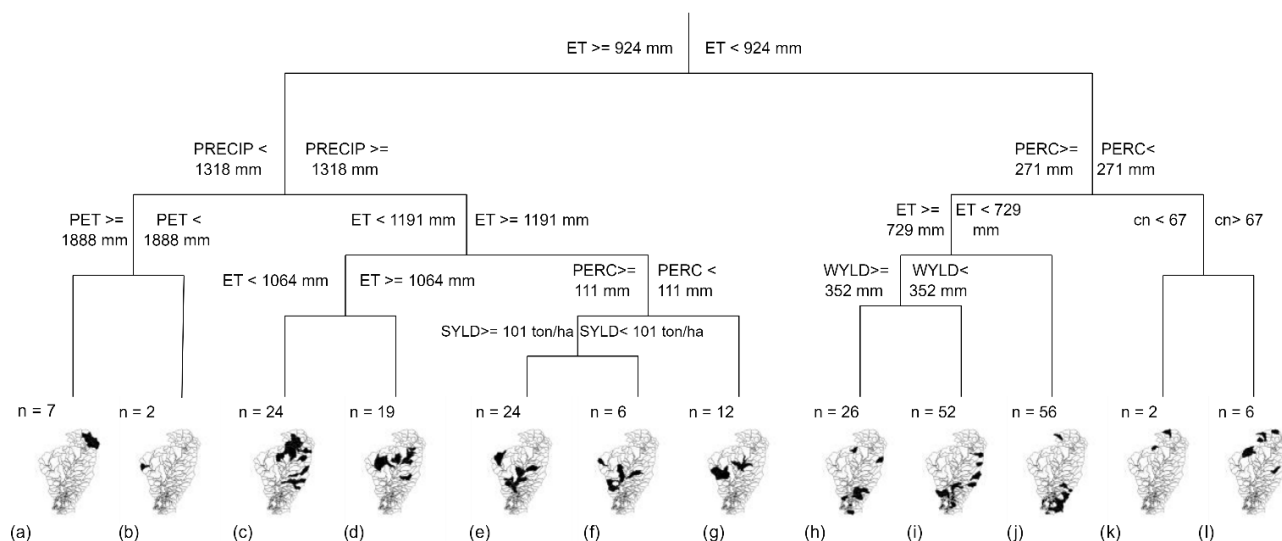 ET >= 924 mm
ET < 924 mm
PRECIP <
1318 mm
PRECIP >=
1318 mm
PERC>=
271 mm
PERC<
271 mm
PET >=
1888 mm
PET <
1888 mm
ET < 1191 mm
ET >= 1191 mm
ET >=
729 mm
ET < 729
mm
cn < 67
cn> 67
ET < 1064 mm
ET >= 1064 mm
PERC>=
111 mm
PERC <
111 mm
WYLD>=
352 mm
WYLD<
352 mm
SYLD>= 101 ton/ha
SYLD< 101 ton/ha
n = 7
n = 2
n = 24
n = 19
n = 24
n = 6
n = 12
n = 26
n = 52
n = 56
n = 2
n = 6
(a)
(b)
(c)
(d)
(e)
(f)
(g)
(h)
(i)
(j)
(k)
(l)